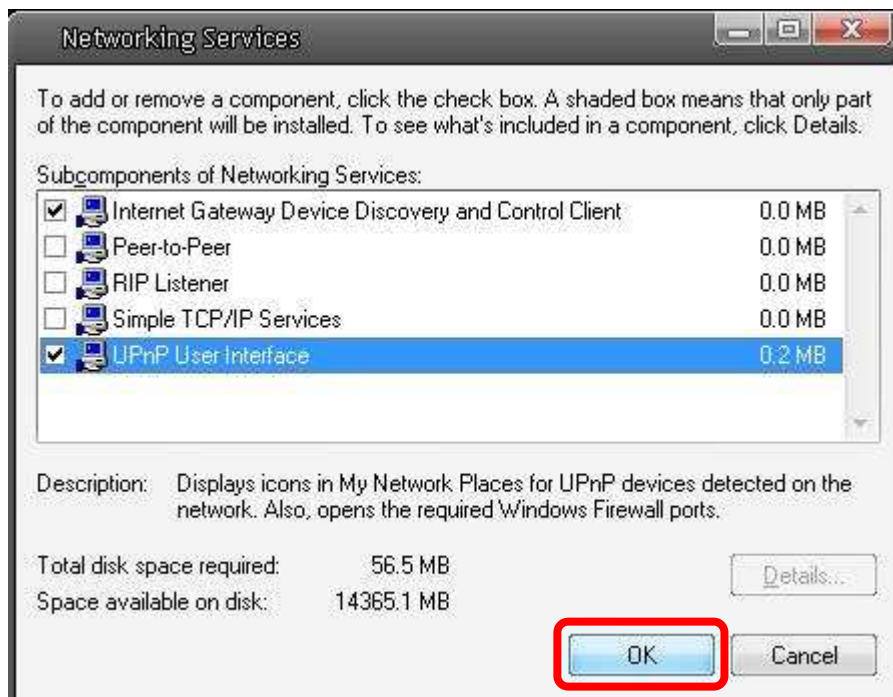 Networking Services
To add or remove a component, click the check box. A shaded box means that only part
of the component will be installed. To see what's included in a component, click Details.
Subcomponents of Networking Services:
Internet Gateway Device Discovery and Control Client 0.0 MB
Peer-to-Peer 0.0 MB
RIP Listener 0.0 MB
Simple TCP/IP Services 0.0 MB
UPnP User Interface 0.2 MB
Description: Displays icons in My Network Places for UPnP devices detected on the
network. Also, opens the required Windows Firewall ports.
Total disk space required: 56.5 MB
Space available on disk: 14365.1 MB
Details...
OK Cancel